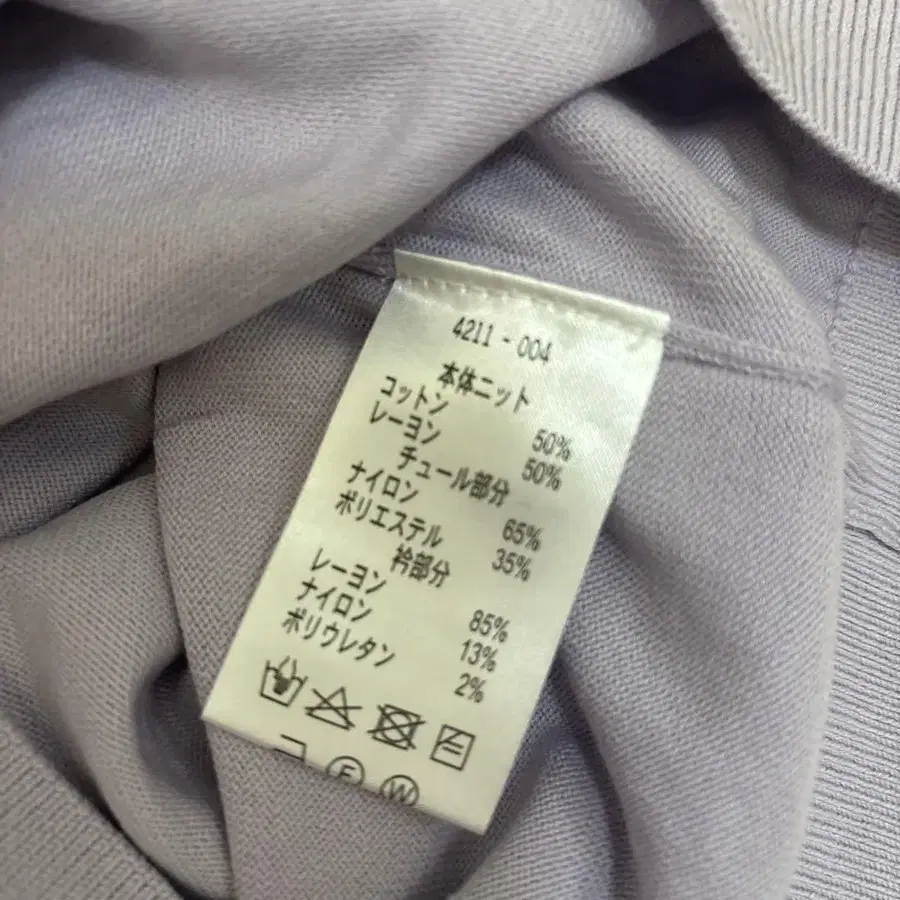 4211 - 004
本体ニット
コットン 50%
レーヨン 50%
チュール部分
ナイロン 65%
ポリエステル 35%
衿部分
レーヨン 85%
ナイロン 13%
ポリウレタン 2%
F W